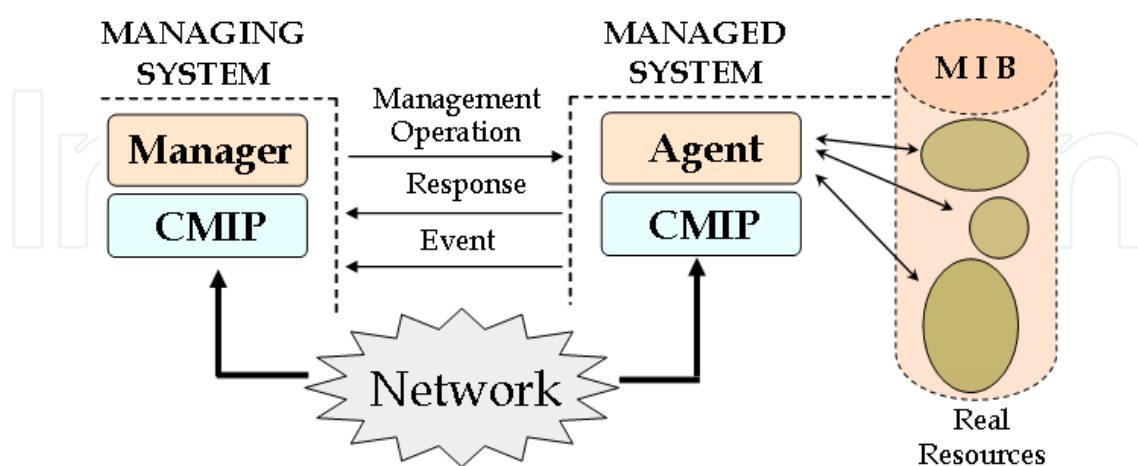 MANAGING
SYSTEM
MANAGED
SYSTEM
M I B
Management
Operation
Manager
Agent
Response
CMIP
CMIP
Event
Network
Real
Resources